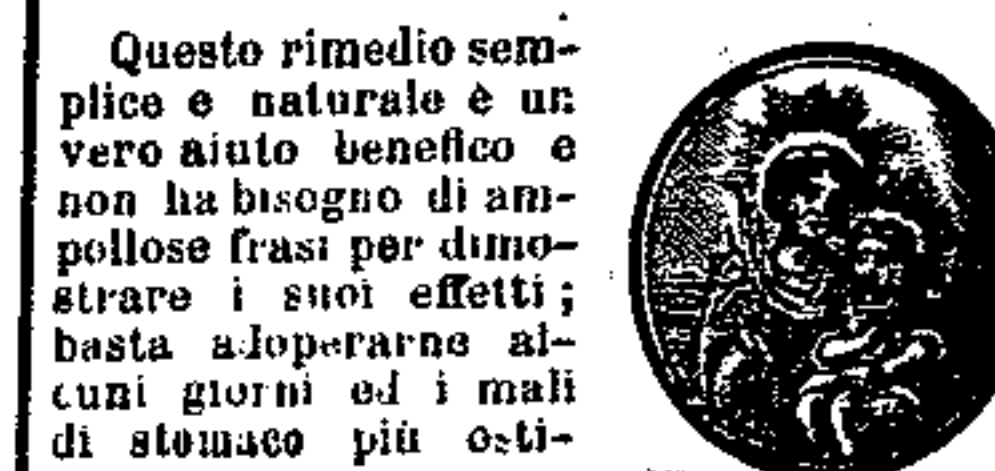 Questo rimedio sem-
plice e naturale è un
vero aiuto benefico e
non ha bisogno di am-
pollose frasi per dimo-
strare i suoi effetti;
basta adoperarne al-
cuni giorni ed i mali
di stomaco più osti-